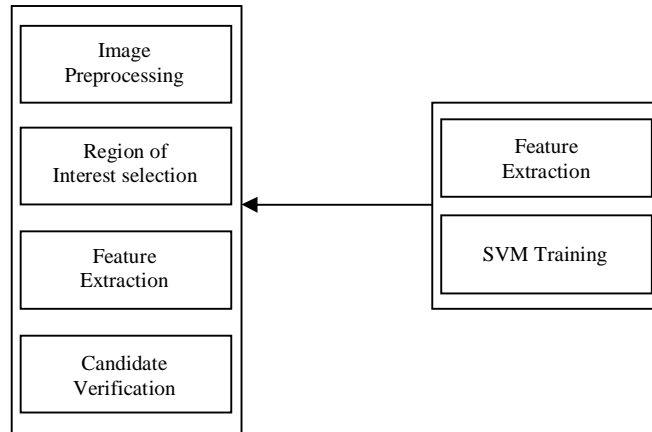 Image
Preprocessing
Region of
Interest selection
Feature
Extraction
Candidate
Verification
Feature
Extraction
SVM Training